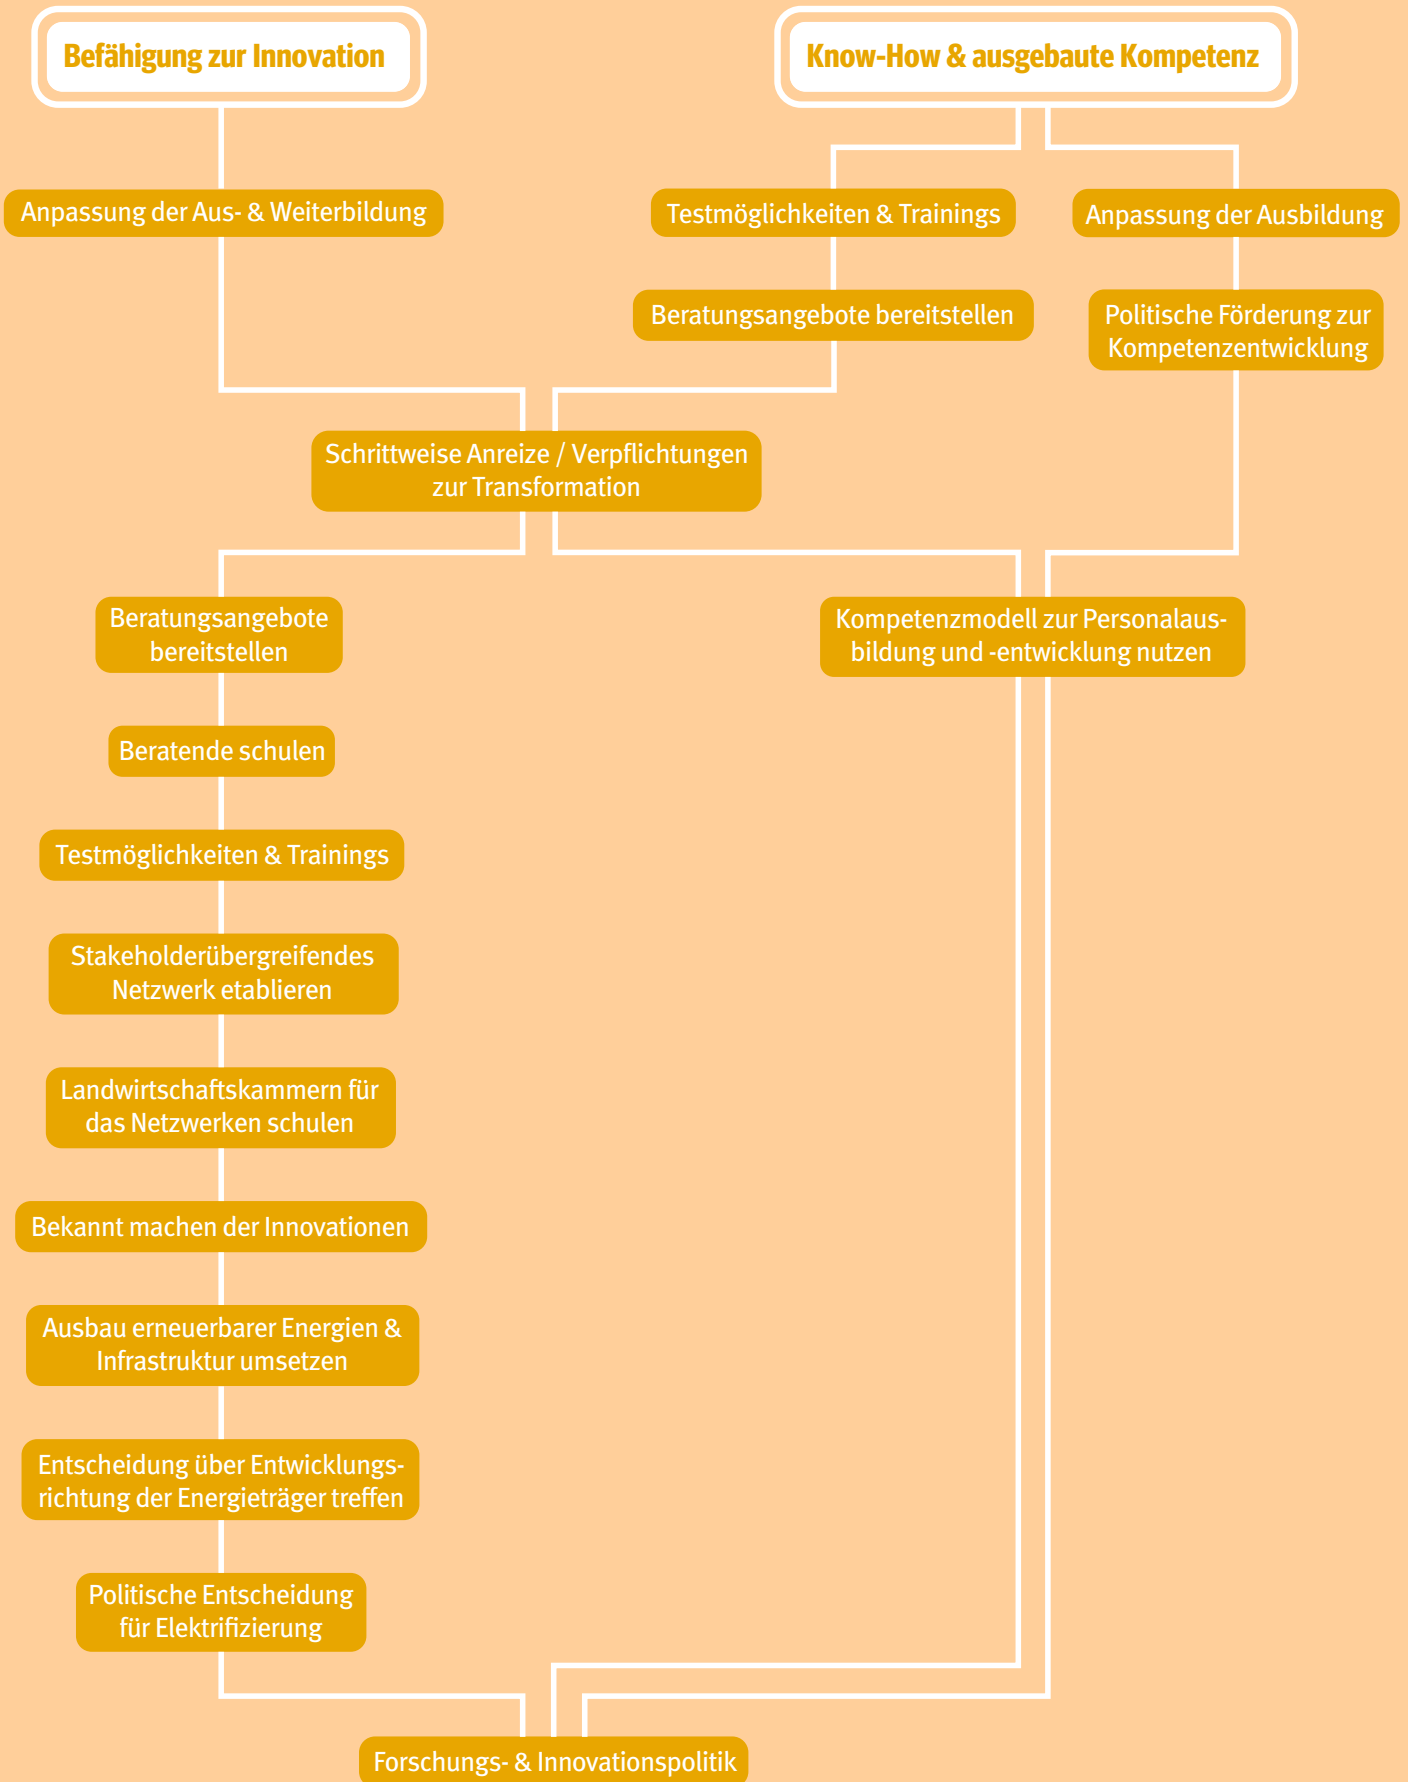 Befähigung zur Innovation
Know-How & ausgebaute Kompetenz
Anpassung der Aus- & Weiterbildung
Testmöglichkeiten & Trainings
Anpassung der Ausbildung
Beratungsangebote bereitstellen
Politische Förderung zur
Kompetenzentwicklung
Schrittweise Anreize / Verpflichtungen
zur Transformation
Beratungsangebote
bereitstellen
Kompetenzmodell zur Personalaus-
bildung und -entwicklung nutzen
Beratende schulen
Testmöglichkeiten & Trainings
Stakeholderübergreifendes
Netzwerk etablieren
Landwirtschaftskammern für
das Netzwerken schulen
Bekannt machen der Innovationen
Ausbau erneuerbarer Energien &
Infrastruktur umsetzen
Entscheidung über Entwicklungs-
richtung der Energieträger treffen
Politische Entscheidung
für Elektrifizierung
Forschungs- & Innovationspolitik